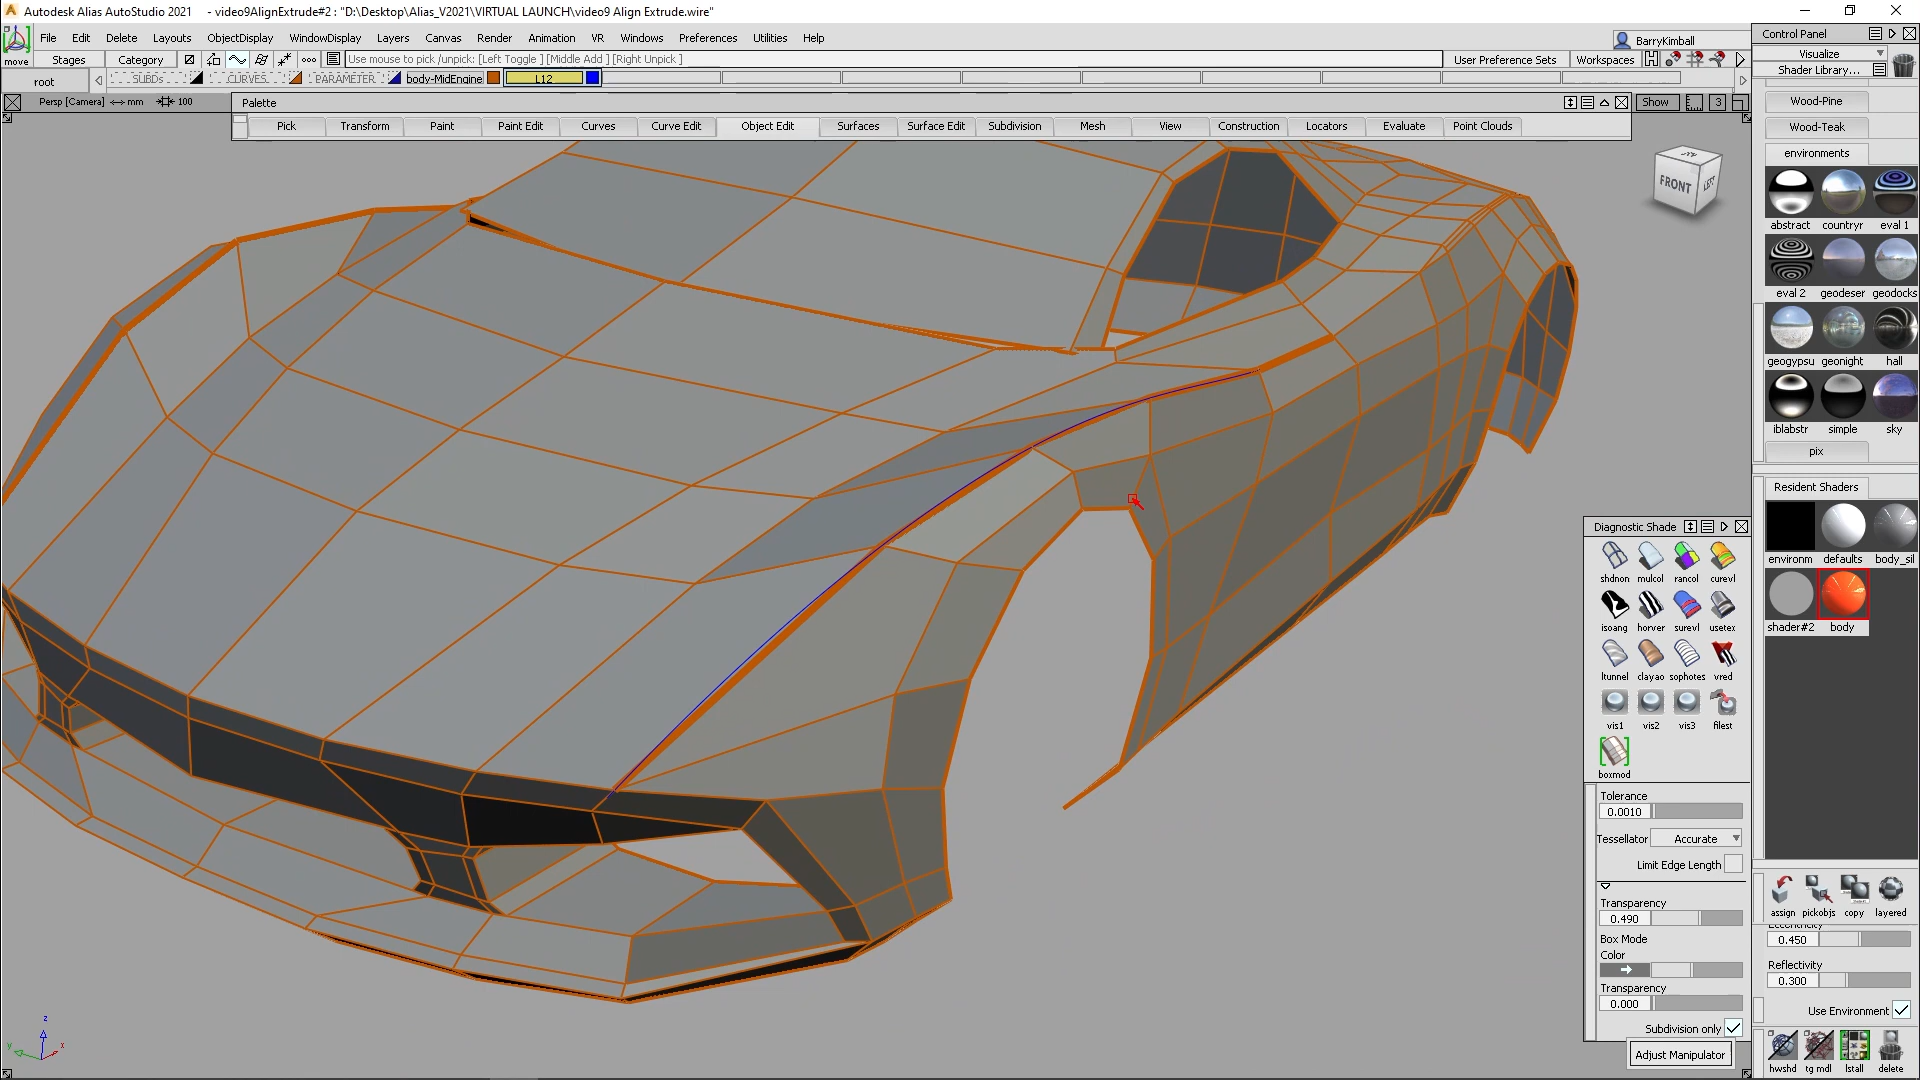 Autodesk Alias AutoStudio 2021 - video9AlignExtrude#2 : "D:\Desktop\Alias_V2021\VIRTUAL LAUNCH\video9 Align Extrude.wire"
File Edit Delete Layouts ObjectDisplay WindowDisplay Layers Canvas Render Animation VR Windows Preferences Utilities Help
BarryKimball
move
Stages Category Use mouse to pick /unpick: [Left Toggle ] [Middle Add ] [Right Unpick ] User Preference Sets Workspaces
root SUBDs CURVES PARAMETER body-MidEngine L12
Persp [Camera] mm 100
Palette
Show 3
Pick Transform Paint Paint Edit Curves Curve Edit Object Edit Surfaces Surface Edit Subdivision Mesh View Construction Locators Evaluate Point Clouds
FRONT LEFT
Control Panel
Visualize
Shader Library...
Wood-Pine
Wood-Teak
environments
abstract countryr eval 1
eval 2 geodeser geodocks
geogypsu geonight hall
iblabstr simple sky
pix
Resident Shaders
environm defaults body_sil
shader#2 body
assign pickobjs copy layered
Eccentricity
0.450
Reflectivity
0.300
Use Environment
hwshd tg mdl lstall delete
Diagnostic Shade
shdnon mulcol rancol curevl
isoang horver surevl usetex
ltunnel clayao sophotes vred
vis1 vis2 vis3 filest
boxmod
Tolerance
0.0010
Tessellator Accurate
Limit Edge Length
Transparency
0.490
Box Mode
Color
Transparency
0.000
Subdivision only
Adjust Manipulator
z
y x